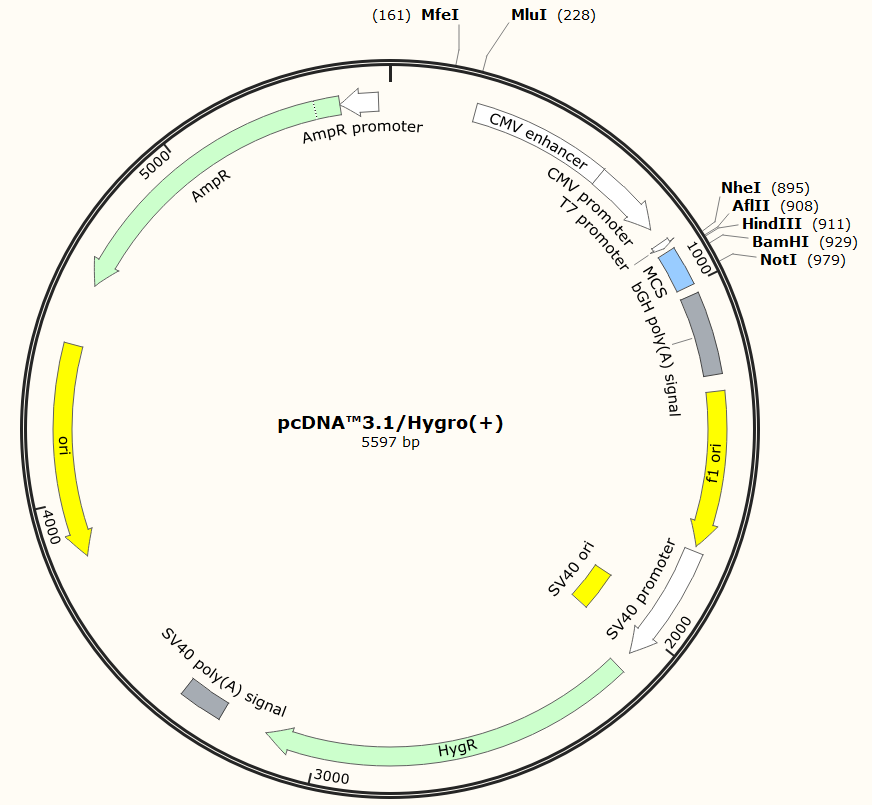 (161) MfeI
MluI (228)
CMV enhancer
CMV promoter
T7 promoter
NheI (895)
AflII (908)
HindIII (911)
BamHI (929)
NotI (979)
1000
MCS
bGH poly(A) signal
f1 ori
SV40 promoter
SV40 ori
2000
HygR
3000
SV40 poly(A) signal
4000
ori
AmpR
5000
AmpR promoter
pcDNA™3.1/Hygro(+)
5597 bp